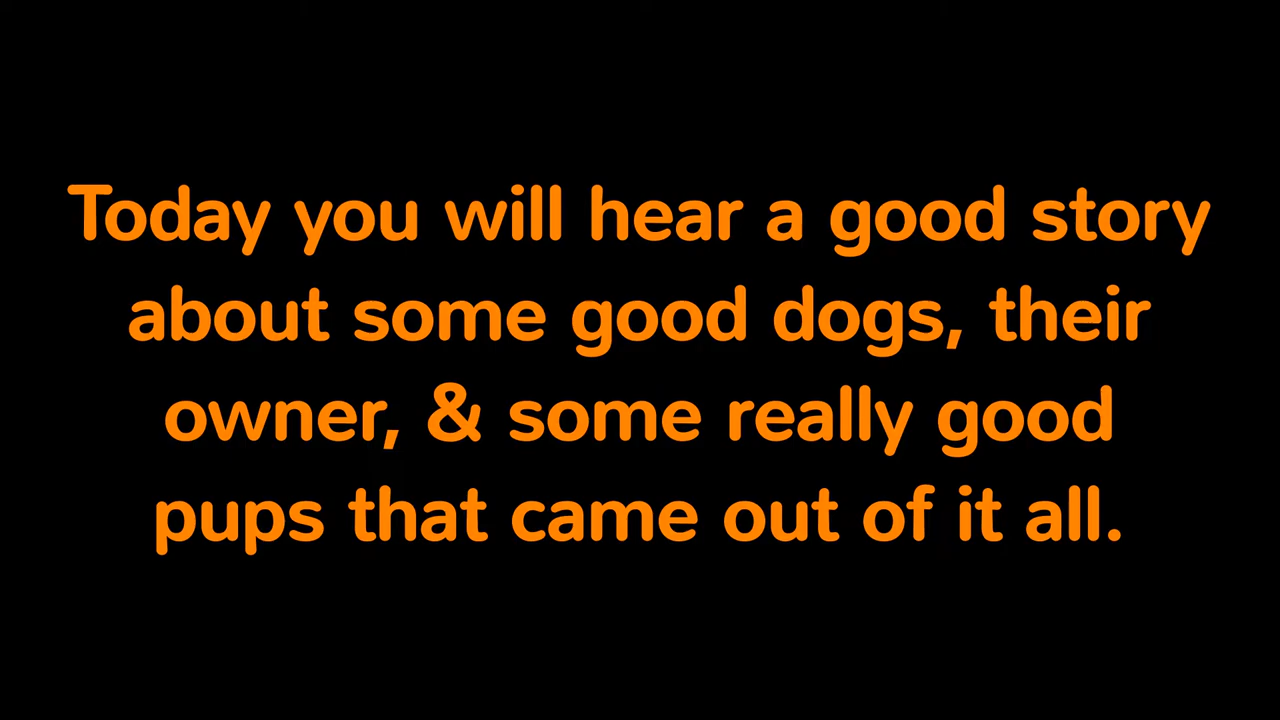 Today you will hear a good story
about some good dogs, their
owner, & some really good
pups that came out of it all.